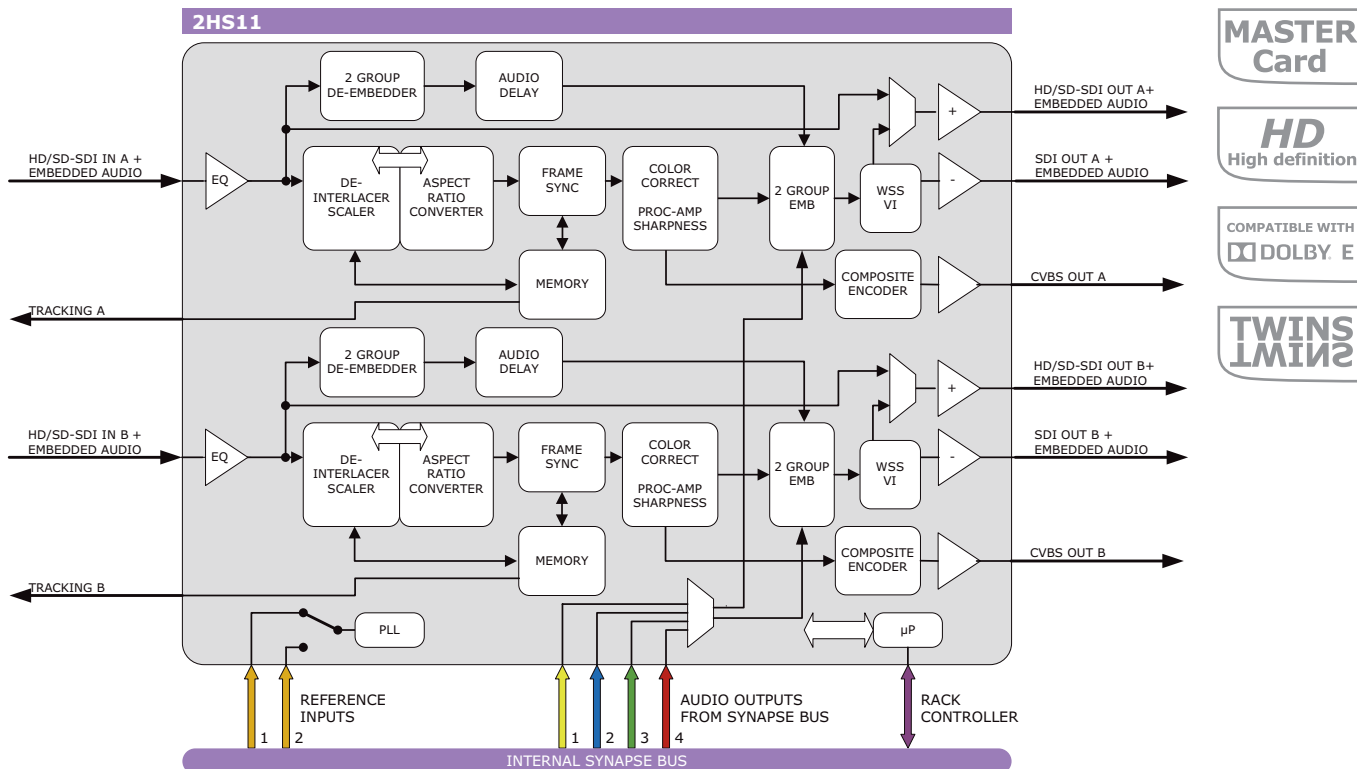 2HS11
MASTER
Card
2 GROUP
DE-EMBEDDER
AUDIO
DELAY
HD/SD-SDI OUT A+
EMBEDDED AUDIO
+
HD
High definition
HD/SD-SDI IN A +
EMBEDDED AUDIO
EQ
DE-
INTERLACER
SCALER
ASPECT
RATIO
CONVERTER
FRAME
SYNC
COLOR
CORRECT
PROC-AMP
SHARPNESS
2 GROUP
EMB
WSS
VI
-
SDI OUT A +
EMBEDDED AUDIO
COMPATIBLE WITH
DOLBY E
MEMORY
COMPOSITE
ENCODER
CVBS OUT A
TRACKING A
TWINS
TWINS
2 GROUP
DE-EMBEDDER
AUDIO
DELAY
HD/SD-SDI OUT B+
EMBEDDED AUDIO
+
HD/SD-SDI IN B +
EMBEDDED AUDIO
EQ
DE-
INTERLACER
SCALER
ASPECT
RATIO
CONVERTER
FRAME
SYNC
COLOR
CORRECT
PROC-AMP
SHARPNESS
2 GROUP
EMB
WSS
VI
-
SDI OUT B +
EMBEDDED AUDIO
MEMORY
COMPOSITE
ENCODER
CVBS OUT B
TRACKING B
PLL
µP
REFERENCE
INPUTS
1
2
1
2
3
4
AUDIO OUTPUTS
FROM SYNAPSE BUS
RACK
CONTROLLER
INTERNAL SYNAPSE BUS